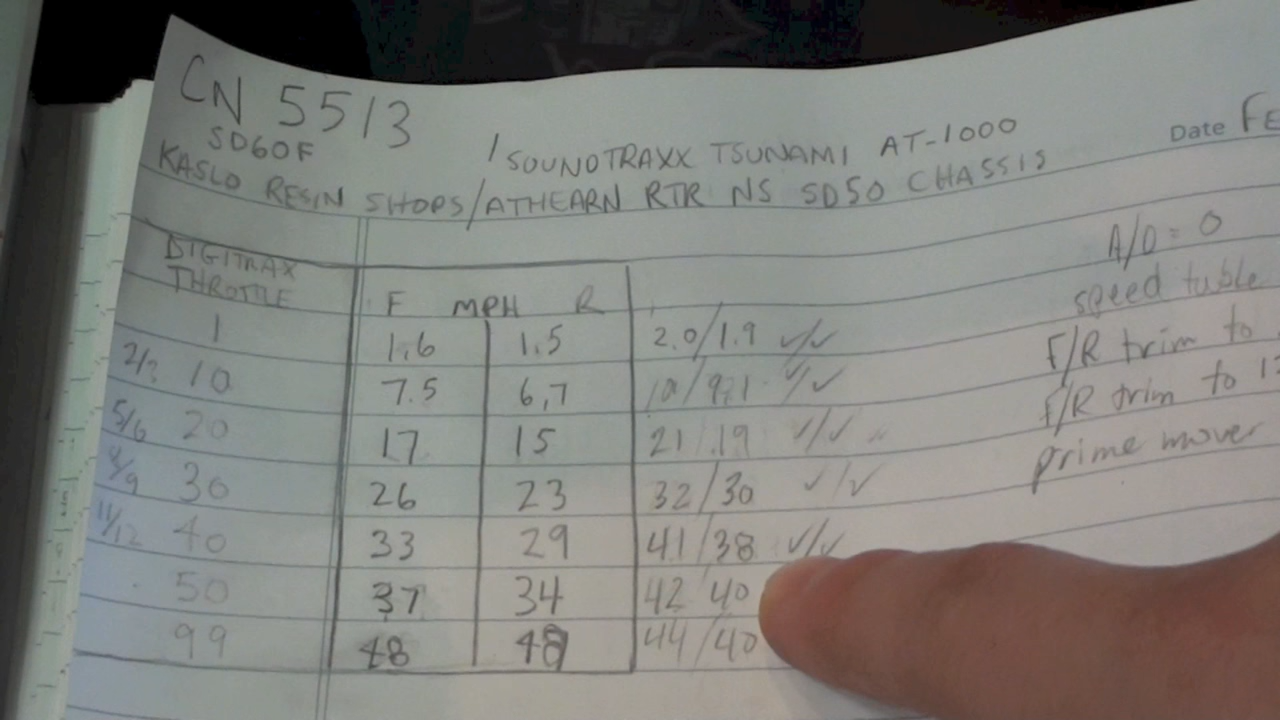 CN 5513
SD60F / SOUNDTRAXX TSUNAMI AT-1000
Date FE
KASLO RESIN SHOPS/ATHEARN RTR NS SD50 CHASSIS
A/D = 0
DIGITRAX THROTTLE F MPH R
speed table
1 1.6 1.5 2.0/1.9 ✓/✓
F/R trim to
2/3 10 7.5 6,7 ✓/✓
F/R trim to
5/6 20 17 15 21/19 ✓/✓
prime mover
8/9 30 26 23 32/30 ✓/✓
11/12 40 33 29 41/38 ✓/✓
50 37 34 42/40
99 48 48 44/40